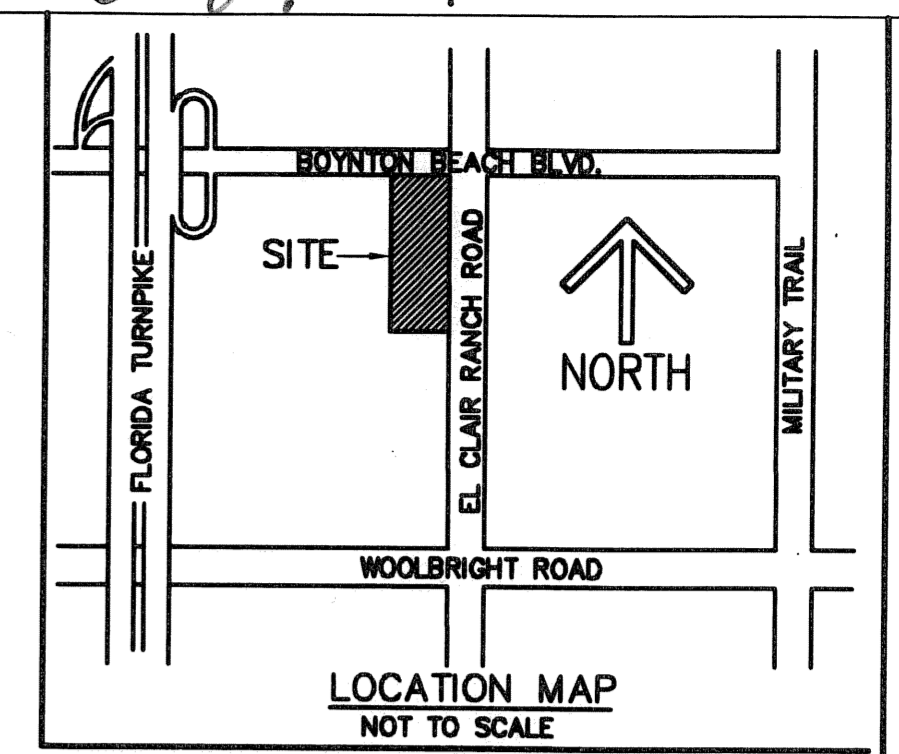 BOYNTON BEACH BLVD.
SITE
FLORIDA TURNPIKE
EL CLAIR RANCH ROAD
NORTH
MILITARY TRAIL
WOOLBRIGHT ROAD
LOCATION MAP
NOT TO SCALE